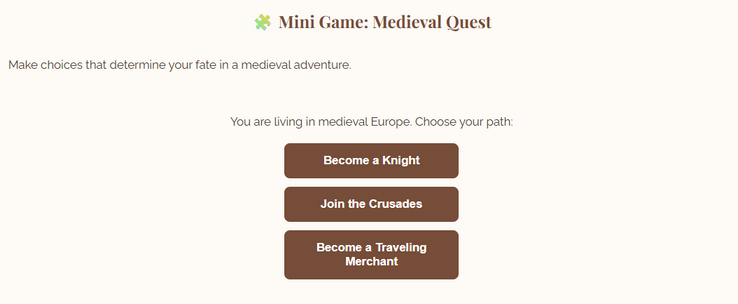 Mini Game: Medieval Quest
Make choices that determine your fate in a medieval adventure.
You are living in medieval Europe. Choose your path:
Become a Knight
Join the Crusades
Become a Traveling
Merchant